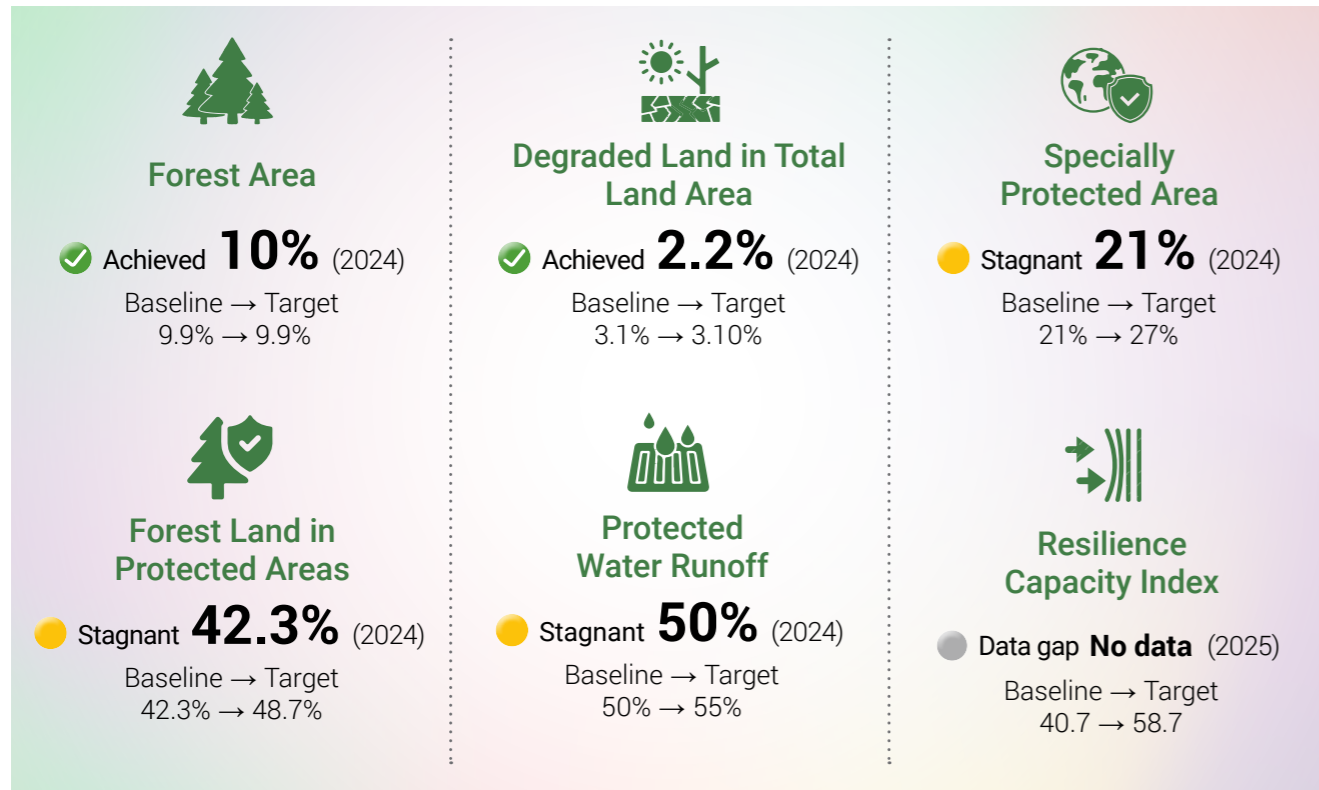 Forest Area
Achieved 10% (2024)
Baseline → Target
9.9% → 9.9%
Degraded Land in Total
Land Area
Achieved 2.2% (2024)
Baseline → Target
3.1% → 3.10%
Specially
Protected Area
Stagnant 21% (2024)
Baseline → Target
21% → 27%
Forest Land in
Protected Areas
Stagnant 42.3% (2024)
Baseline → Target
42.3% → 48.7%
Protected
Water Runoff
Stagnant 50% (2024)
Baseline → Target
50% → 55%
Resilience
Capacity Index
Data gap No data (2025)
Baseline → Target
40.7 → 58.7